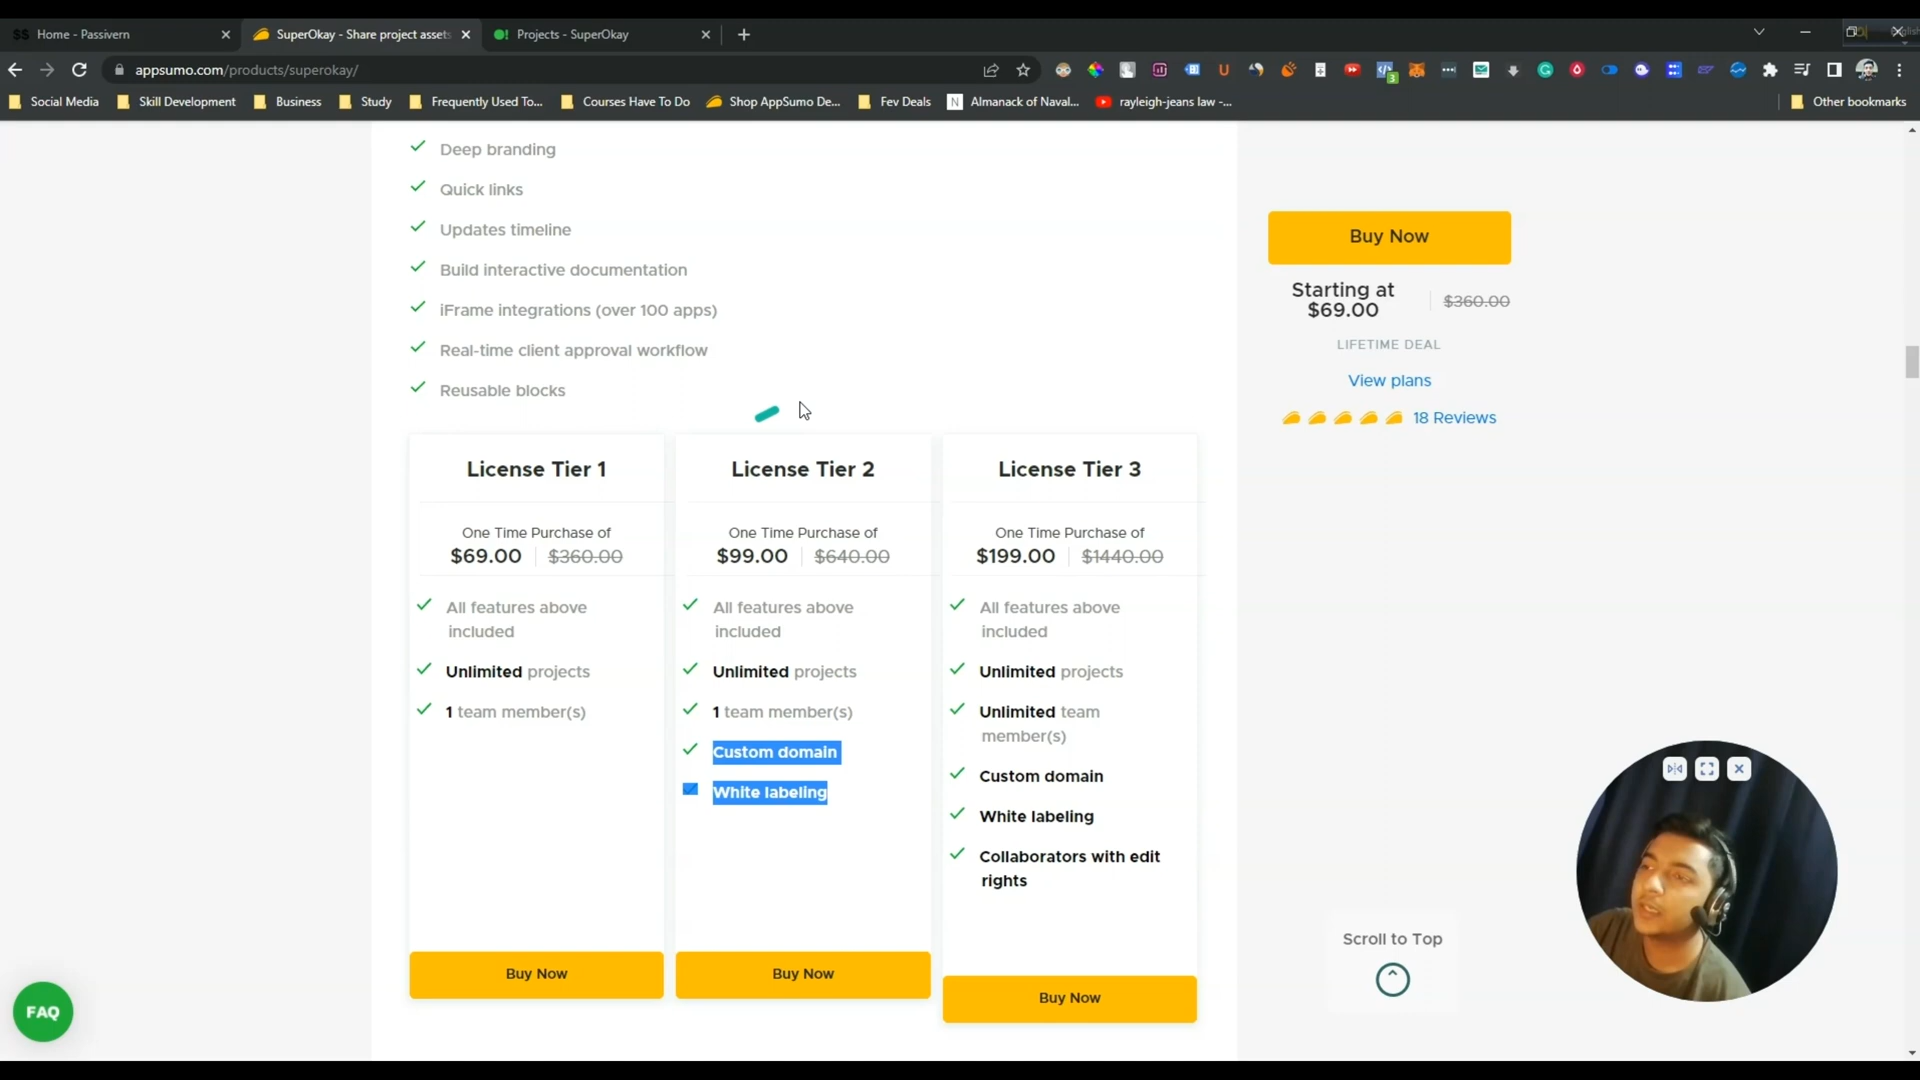 $$ Home - Passivern
SuperOkay - Share project assets
Projects - SuperOkay
appsumo.com/products/superokay/
Social Media
Skill Development
Business
Study
Frequently Used To...
Courses Have To Do
Shop AppSumo De...
Fev Deals
Almanack of Naval...
rayleigh-jeans law -...
Other bookmarks
Deep branding
Quick links
Updates timeline
Build interactive documentation
iFrame integrations (over 100 apps)
Real-time client approval workflow
Reusable blocks
Buy Now
Starting at
$69.00
$360.00
LIFETIME DEAL
View plans
18 Reviews
License Tier 1
One Time Purchase of
$69.00 $360.00
All features above
included
Unlimited projects
1 team member(s)
Buy Now
License Tier 2
One Time Purchase of
$99.00 $640.00
All features above
included
Unlimited projects
1 team member(s)
Custom domain
White labeling
Buy Now
License Tier 3
One Time Purchase of
$199.00 $1440.00
All features above
included
Unlimited projects
Unlimited team
member(s)
Custom domain
White labeling
Collaborators with edit
rights
Buy Now
Scroll to Top
FAQ